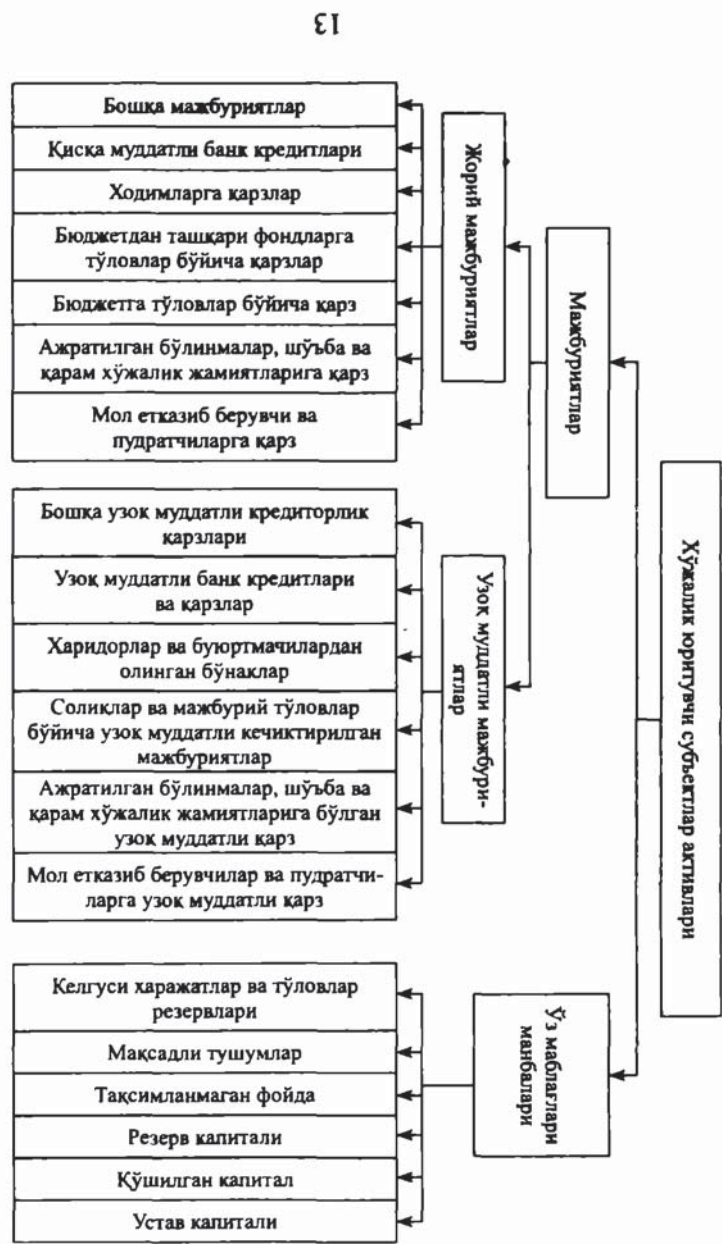 13
Хўжалик юритувчи субъектлар активлари
Мажбуриятлар
Жорий мажбуриятлар
Бошқа мажбуриятлар
Қисқа муддатли банк кредитлари
Ходимларга қарзлар
Бюджетдан ташқари фондларга
тўловлар бўйича қарзлар
Бюджетга тўловлар бўйича қарз
Ажратилган бўлинмалар, шўъба ва
қарам хўжалик жамиятларига қарз
Мол етказиб берувчи ва
пудратчиларга қарз
Узоқ муддатли мажбури-
ятлар
Бошқа узоқ муддатли кредиторлик
қарзлари
Узоқ муддатли банк кредитлари
ва қарзлар
Харидорлар ва буюртмачилардан
олинган бўнаклар
Солиқлар ва мажбурий тўловлар
бўйича узоқ муддатли кечиктирилган
мажбуриятлар
Ажратилган бўлинмалар, шўъба ва
қарам хўжалик жамиятларига бўлган
узоқ муддатли қарз
Мол етказиб берувчилар ва пудратчи-
ларга узоқ муддатли қарз
Ўз маблағлари
манбалари
Келгуси харажатлар ва тўловлар
резервлари
Мақсадли тушумлар
Тақсимланмаган фойда
Резерв капитали
Қўшилган капитал
Устав капитали